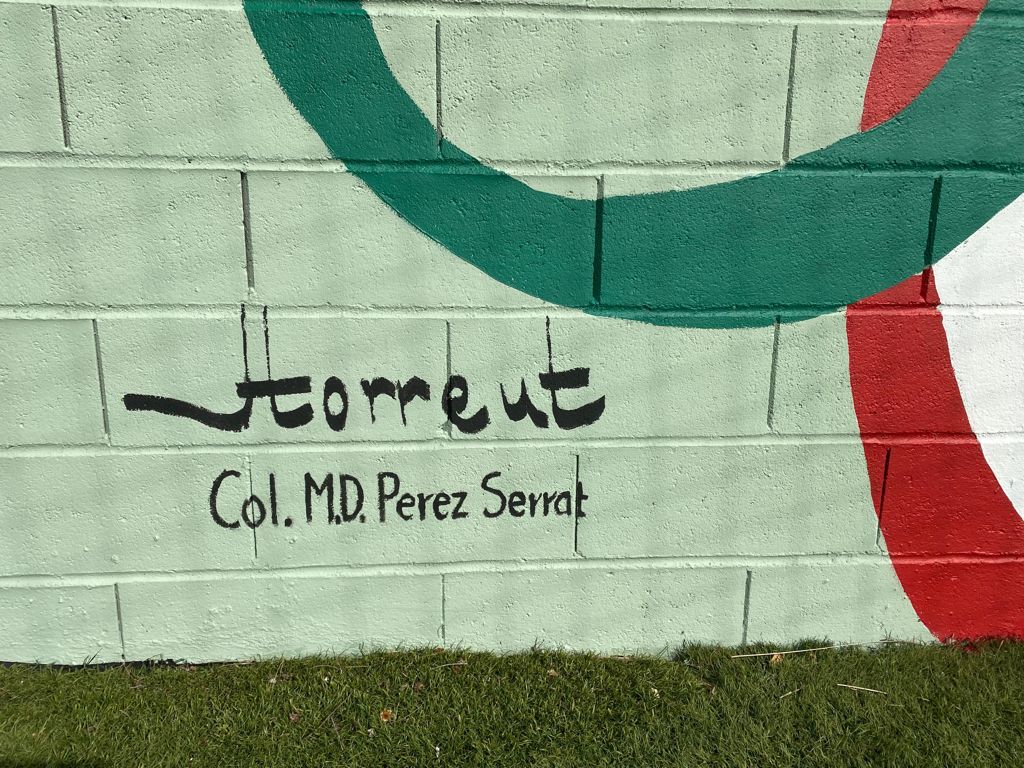 torreut
Col. M.D. Perez Serrat